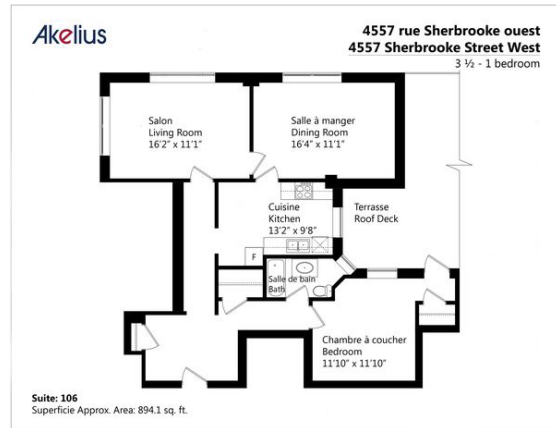 Akelius
4557 rue Sherbrooke ouest
4557 Sherbrooke Street West
3 ½ - 1 bedroom
Salon
Living Room
16'2" x 11'1"
Salle à manger
Dining Room
16'4" x 11'1"
Cuisine
Kitchen
13'2" x 9'8"
Terrasse
Roof Deck
F
Salle de bain
Bath
Chambre à coucher
Bedroom
11'10" x 11'10"
Suite: 106
Superficie Approx. Area: 894.1 sq. ft.